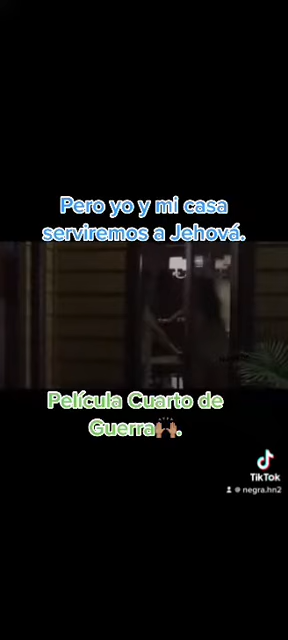 Pero yo y mi casa
serviremos a Jehová.
Película Cuarto de
Guerra🙌🏽.
TikTok
@ negra.hn2